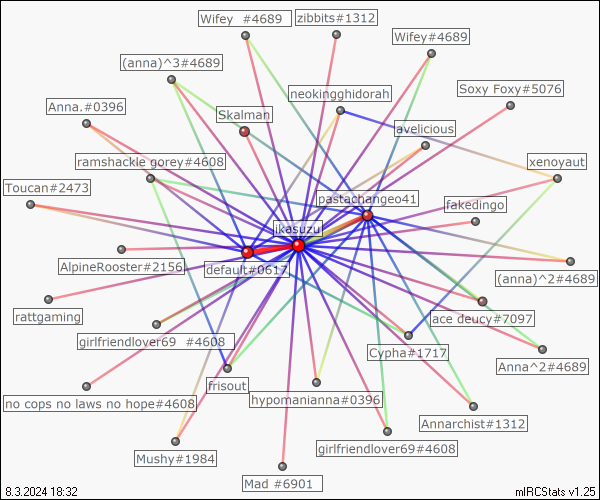 Wifey  #4689
zibbits#1312
Wifey#4689
(anna)^3#4689
neokingghidorah
Soxy Foxy#5076
Anna.#0396
Skalman
avelicious
ramshackle gorey#4608
xenoyaut
Toucan#2473
pastachangeo41
fakedingo
ikasuzu
AlpineRooster#2156
default#0617
(anna)^2#4689
rattgaming
ace deucy#7097
girlfriendlover69  #4608
Cypha#1717
Anna^2#4689
frisout
no cops no laws no hope#4608
hypomanianna#0396
Annarchist#1312
girlfriendlover69#4608
Mushy#1984
Mad #6901
8.3.2024 18:32
mIRCStats v1.25